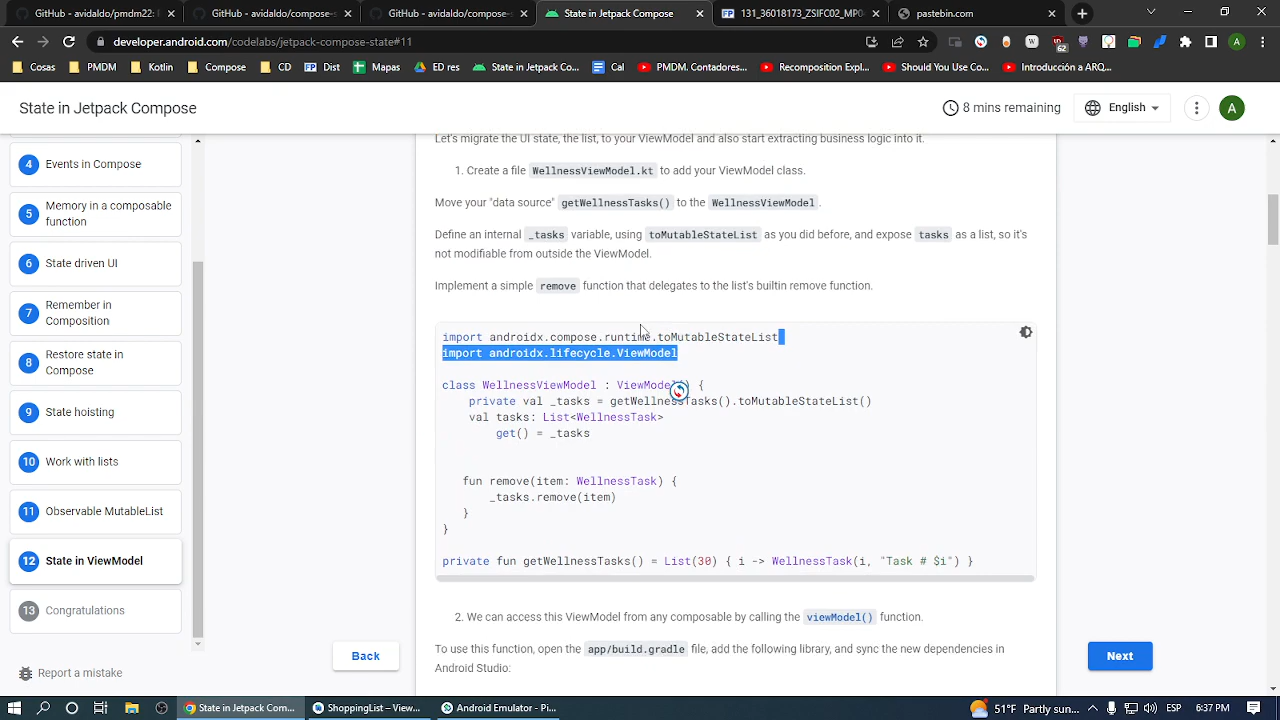 GitHub - avidaldo/pmdm22:
GitHub - avidaldo/compose-s
GitHub - avidaldo/compose-s
State in Jetpack Compose
131_36018173_ZSIFC02_MP0
pastebin.com
developer.android.com/codelabs/jetpack-compose-state#11
62
A
Cosas
PMDM
Kotlin
Compose
CD
Dist
Mapas
ED res
State in Jetpack Co...
Cal
PMDM. Contadores...
Recomposition Expl...
Should You Use Co...
Introducción a ARQ...
State in Jetpack Compose
8 mins remaining
English
A
4 Events in Compose
5 Memory in a composable
function
6 State driven UI
7 Remember in
Composition
8 Restore state in
Compose
9 State hoisting
10 Work with lists
11 Observable MutableList
12 State in ViewModel
13 Congratulations
Report a mistake
Let's migrate the UI state, the list, to your ViewModel and also start extracting business logic into it.
1. Create a file WellnessViewModel.kt to add your ViewModel class.
Move your "data source" getWellnessTasks() to the WellnessViewModel.
Define an internal _tasks variable, using toMutableStateList as you did before, and expose tasks as a list, so it's
not modifiable from outside the ViewModel.
Implement a simple remove function that delegates to the list's builtin remove function.
import androidx.compose.runtime.toMutableStateList
import androidx.lifecycle.ViewModel
class WellnessViewModel : ViewModel() {
private val _tasks = getWellnessTasks().toMutableStateList()
val tasks: List<WellnessTask>
get() = _tasks
fun remove(item: WellnessTask) {
_tasks.remove(item)
}
}
private fun getWellnessTasks() = List(30) { i -> WellnessTask(i, "Task # $i") }
2. We can access this ViewModel from any composable by calling the viewModel() function.
To use this function, open the app/build.gradle file, add the following library, and sync the new dependencies in
Android Studio:
Back
Next
State in Jetpack Com...
ShoppingList – View...
Android Emulator - Pi...
51°F Partly sun...
ESP
6:37 PM